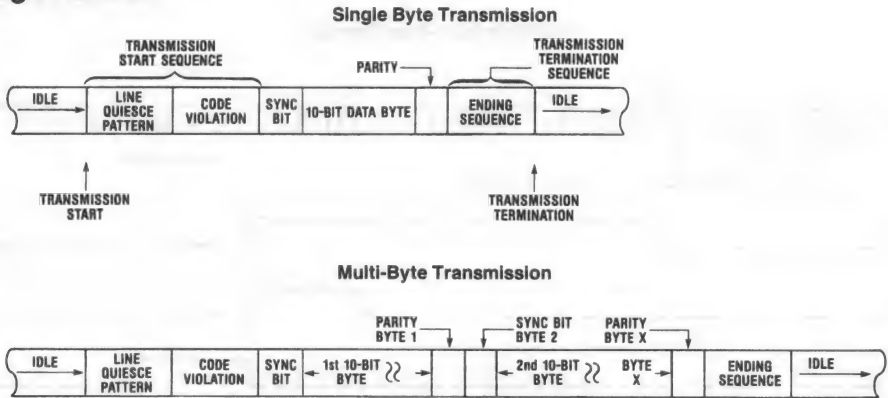 Single Byte Transmission
TRANSMISSION
START SEQUENCE
PARITY
TRANSMISSION
TERMINATION
SEQUENCE
IDLE
LINE
QUIESCE
PATTERN
CODE
VIOLATION
SYNC
BIT
10-BIT DATA BYTE
ENDING
SEQUENCE
IDLE
TRANSMISSION
START
TRANSMISSION
TERMINATION
Multi-Byte Transmission
PARITY
BYTE 1
SYNC BIT
BYTE 2
PARITY
BYTE X
IDLE
LINE
QUIESCE
PATTERN
CODE
VIOLATION
SYNC
BIT
1st 10-BIT
BYTE
2nd 10-BIT
BYTE
BYTE
X
ENDING
SEQUENCE
IDLE